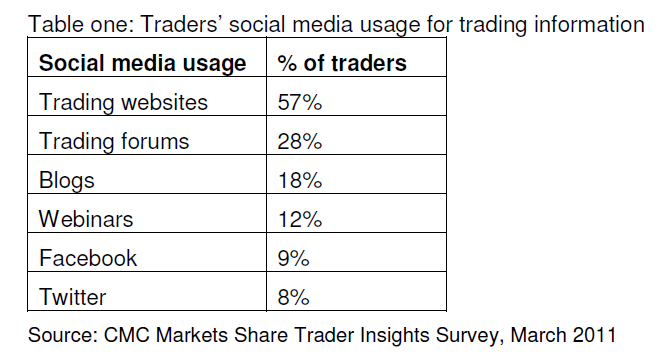 Table one: Traders’ social media usage for trading information
Social media usage % of traders
Trading websites 57%
Trading forums 28%
Blogs 18%
Webinars 12%
Facebook 9%
Twitter 8%
Source: CMC Markets Share Trader Insights Survey, March 2011